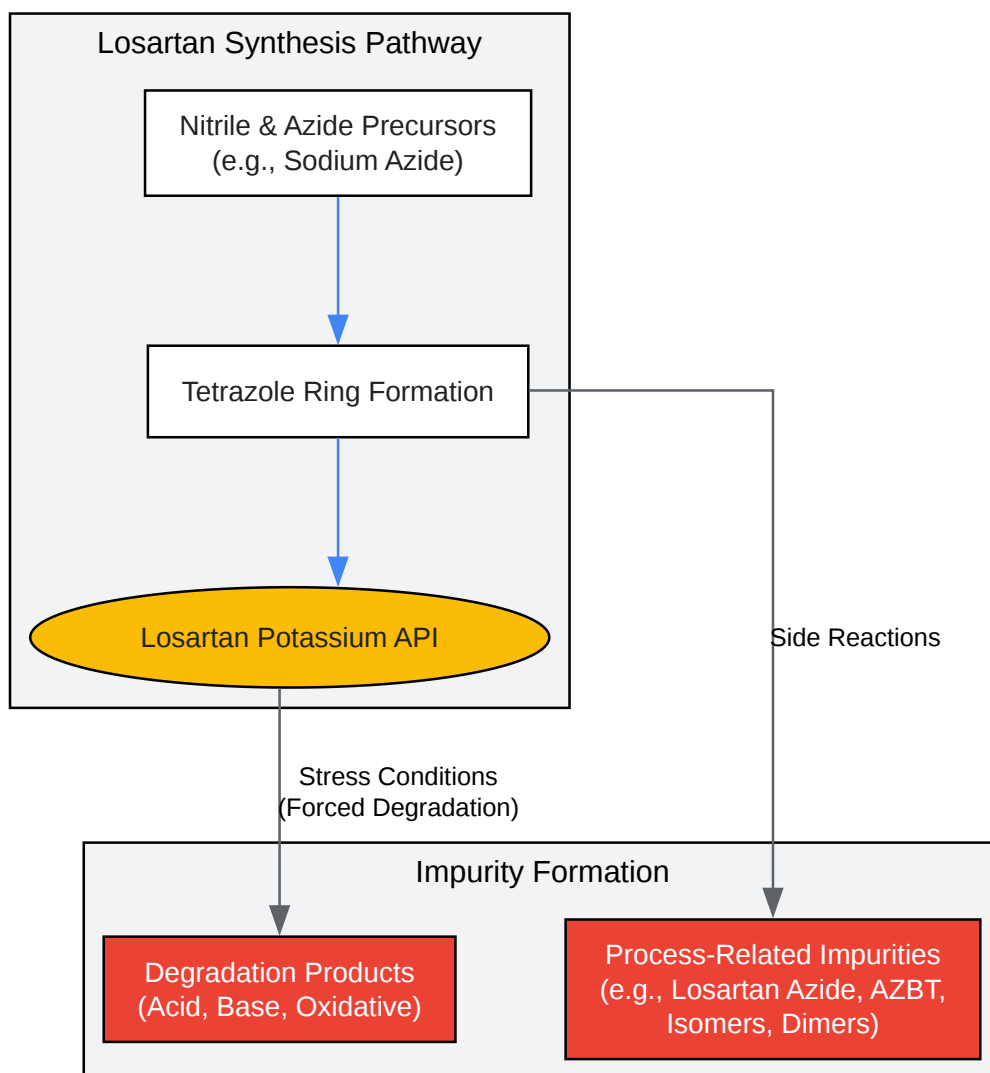 Losartan Synthesis Pathway
Nitrile & Azide Precursors
(e.g., Sodium Azide)
Tetrazole Ring Formation
Losartan Potassium API
Side Reactions
Stress Conditions
(Forced Degradation)
Impurity Formation
Degradation Products
(Acid, Base, Oxidative)
Process-Related Impurities
(e.g., Losartan Azide, AZBT,
Isomers, Dimers)